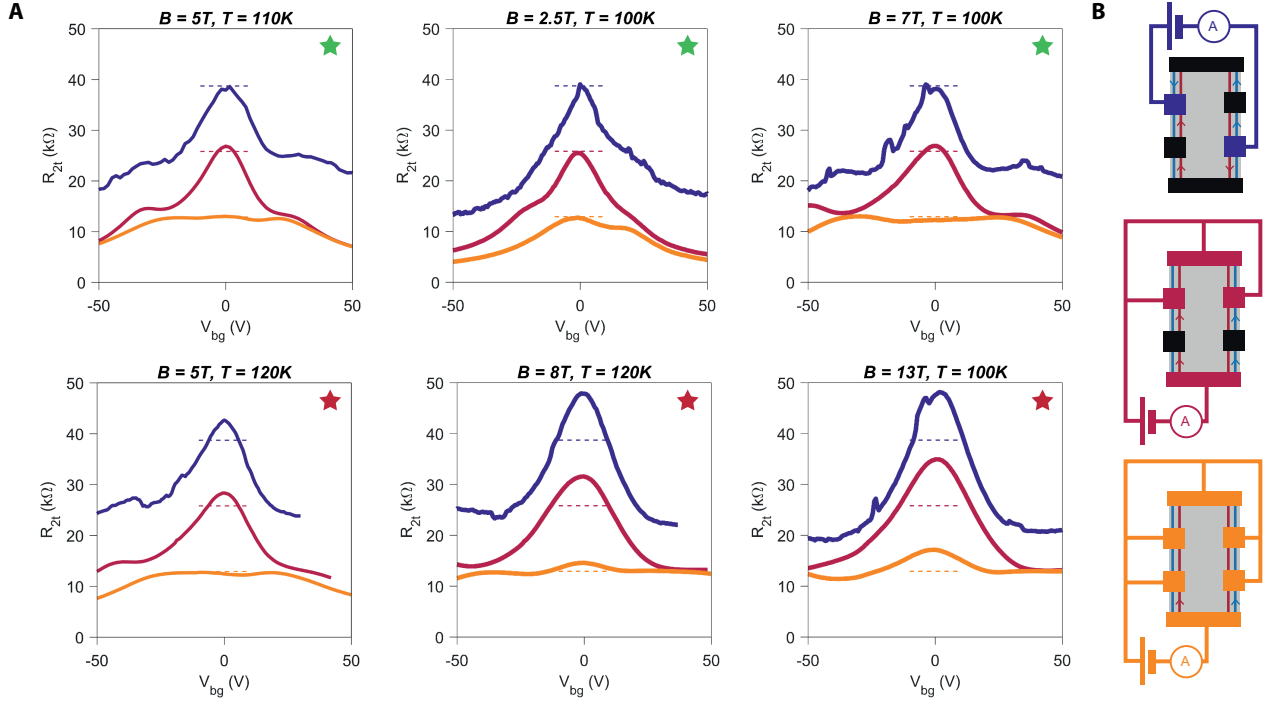 A
B
B = 5T, T = 110K
B = 2.5T, T = 100K
B = 7T, T = 100K
50
40
30
20
10
0
R2t (kΩ)
-50
0
50
Vbg (V)
50
40
30
20
10
0
R2t (kΩ)
-50
0
50
Vbg (V)
50
40
30
20
10
0
R2t (kΩ)
-50
0
50
Vbg (V)
B = 5T, T = 120K
B = 8T, T = 120K
B = 13T, T = 100K
50
40
30
20
10
0
R2t (kΩ)
-50
0
50
Vbg (V)
50
40
30
20
10
0
R2t (kΩ)
-50
0
50
Vbg (V)
50
40
30
20
10
0
R2t (kΩ)
-50
0
50
Vbg (V)
A
A
A